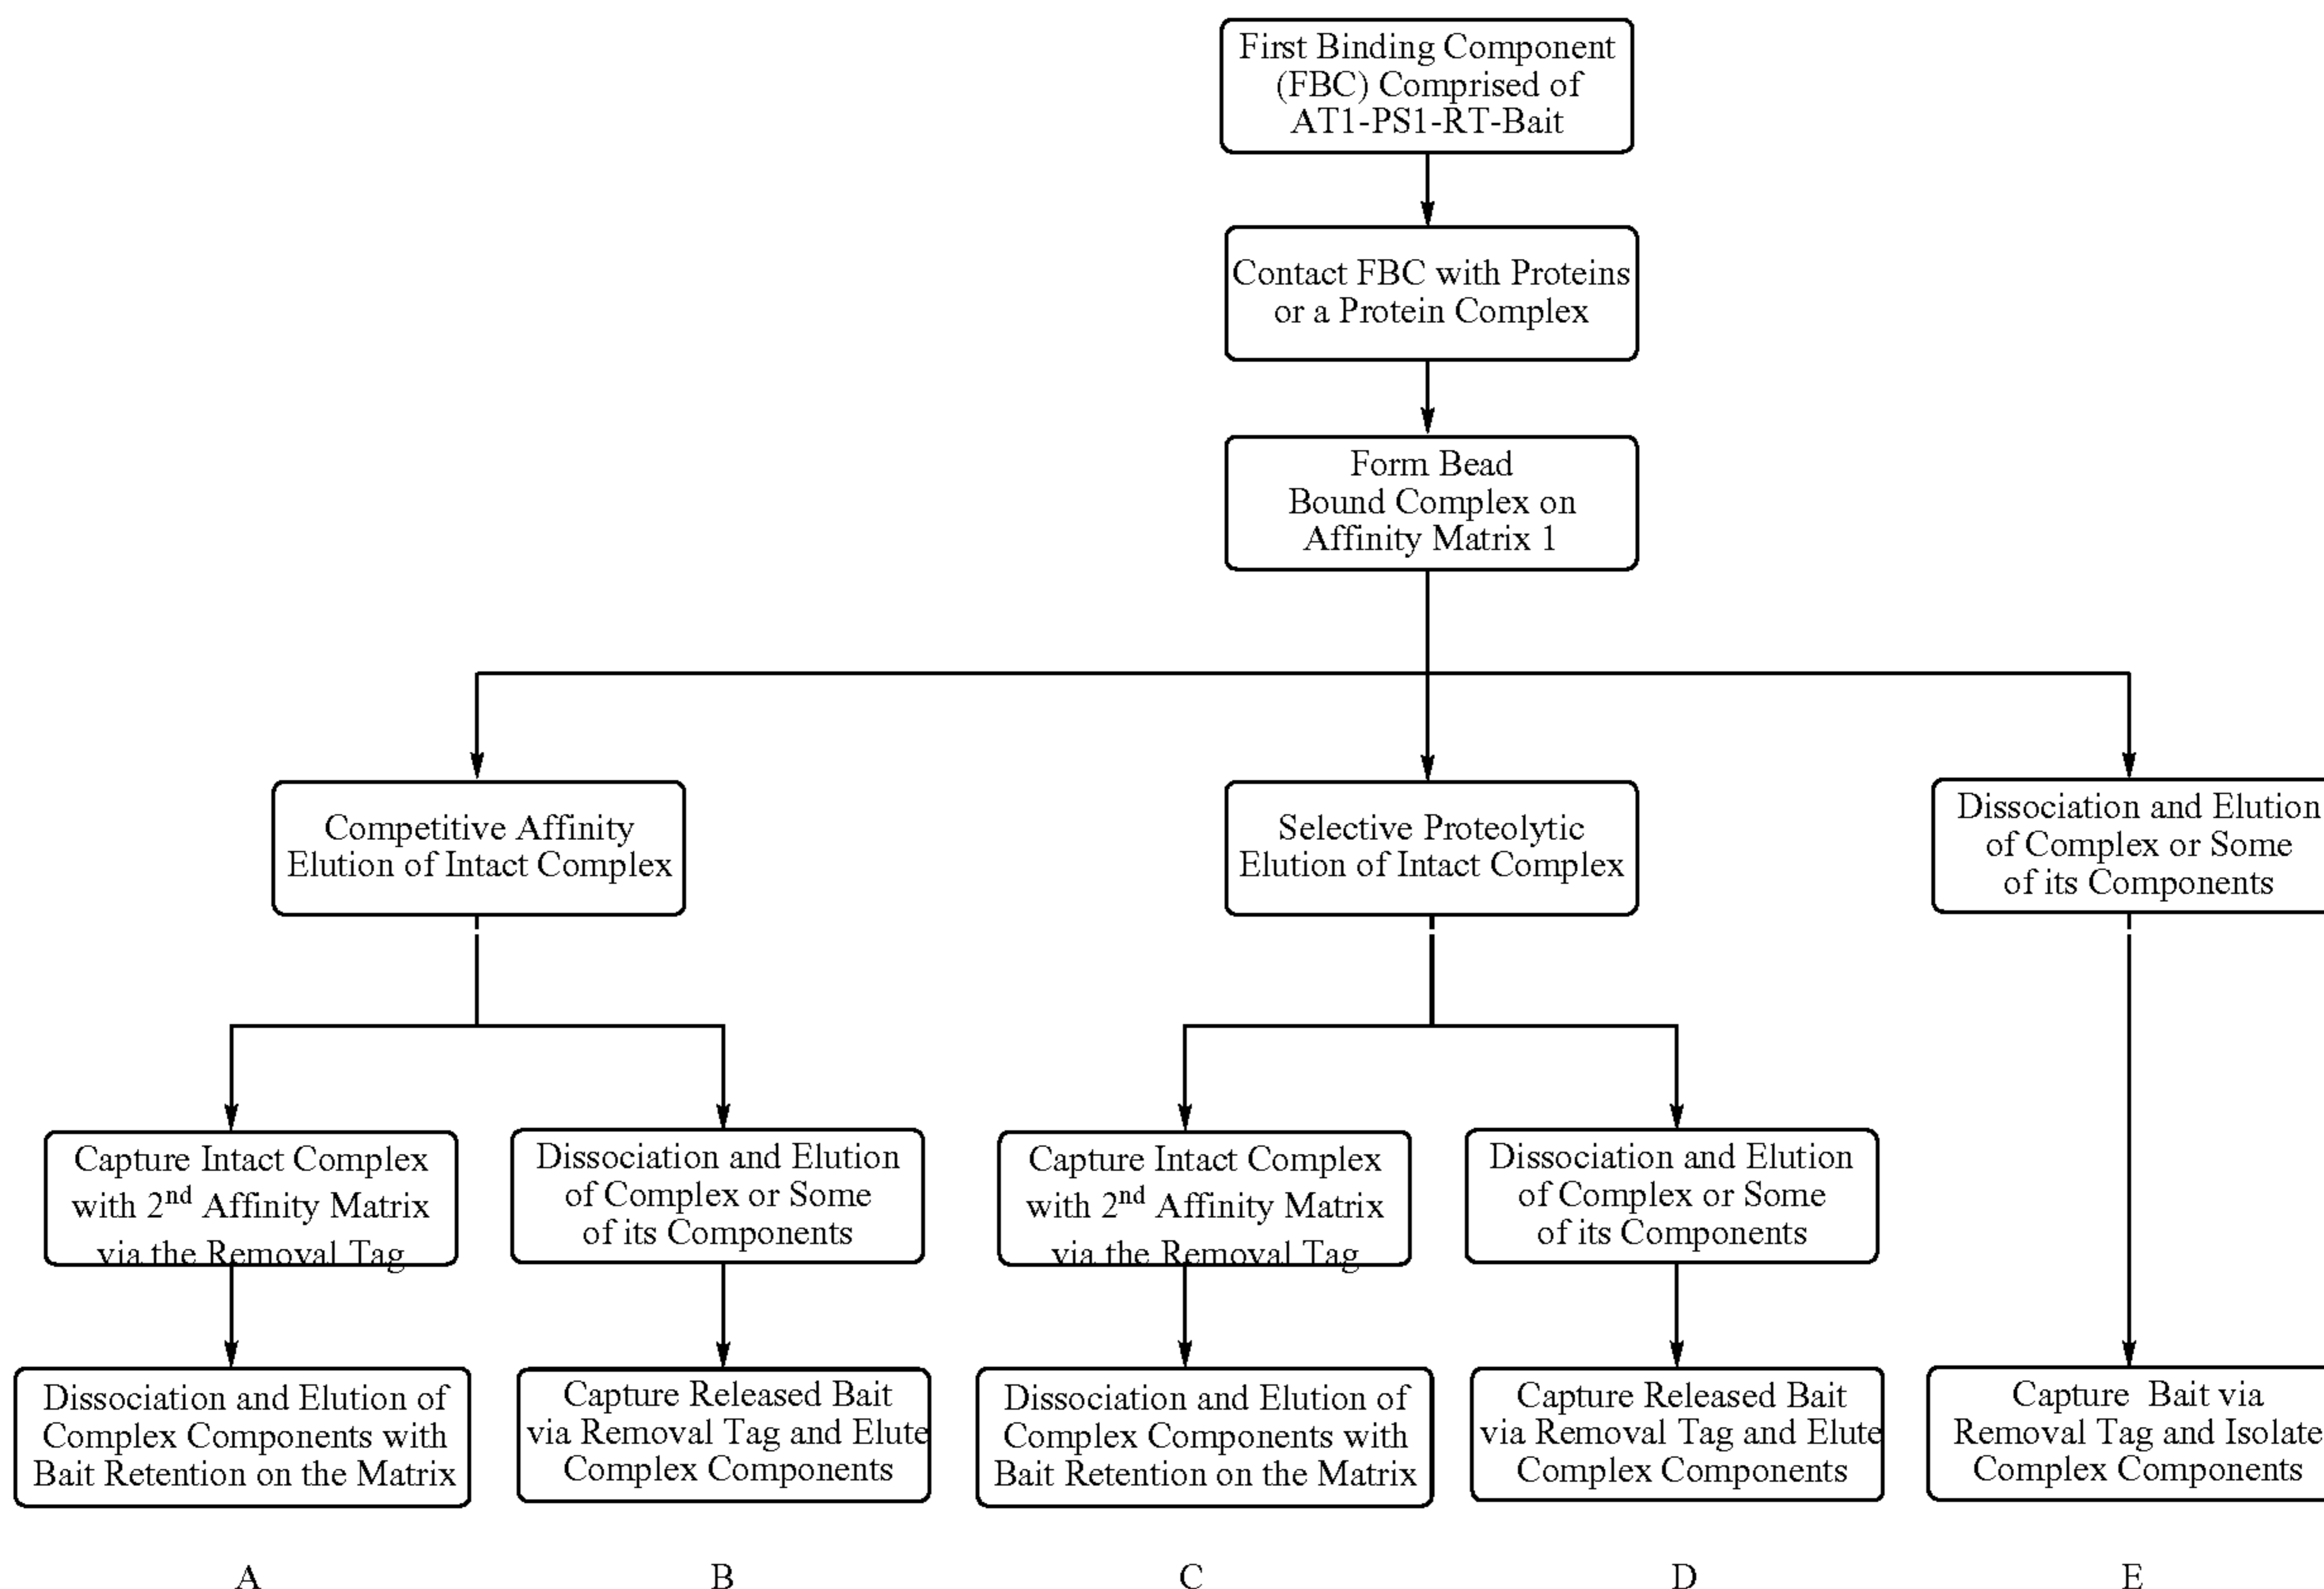 First Binding Component
(FBC) Comprised of
AT1-PS1-RT-Bait
Contact FBC with Proteins
or a Protein Complex
Form Bead
Bound Complex on
Affinity Matrix 1
Competitive Affinity
Elution of Intact Complex
Selective Proteolytic
Elution of Intact Complex
Dissociation and Elution
of Complex or Some
of its Components
Capture Intact Complex
with 2nd Affinity Matrix
via the Removal Tag
Dissociation and Elution
of Complex or Some
of its Components
Capture Intact Complex
with 2nd Affinity Matrix
via the Removal Tag
Dissociation and Elution
of Complex or Some
of its Components
Dissociation and Elution of
Complex Components with
Bait Retention on the Matrix
Capture Released Bait
via Removal Tag and Elute
Complex Components
Dissociation and Elution of
Complex Components with
Bait Retention on the Matrix
Capture Released Bait
via Removal Tag and Elute
Complex Components
Capture Bait via
Removal Tag and Isolate
Complex Components
A
B
C
D
E